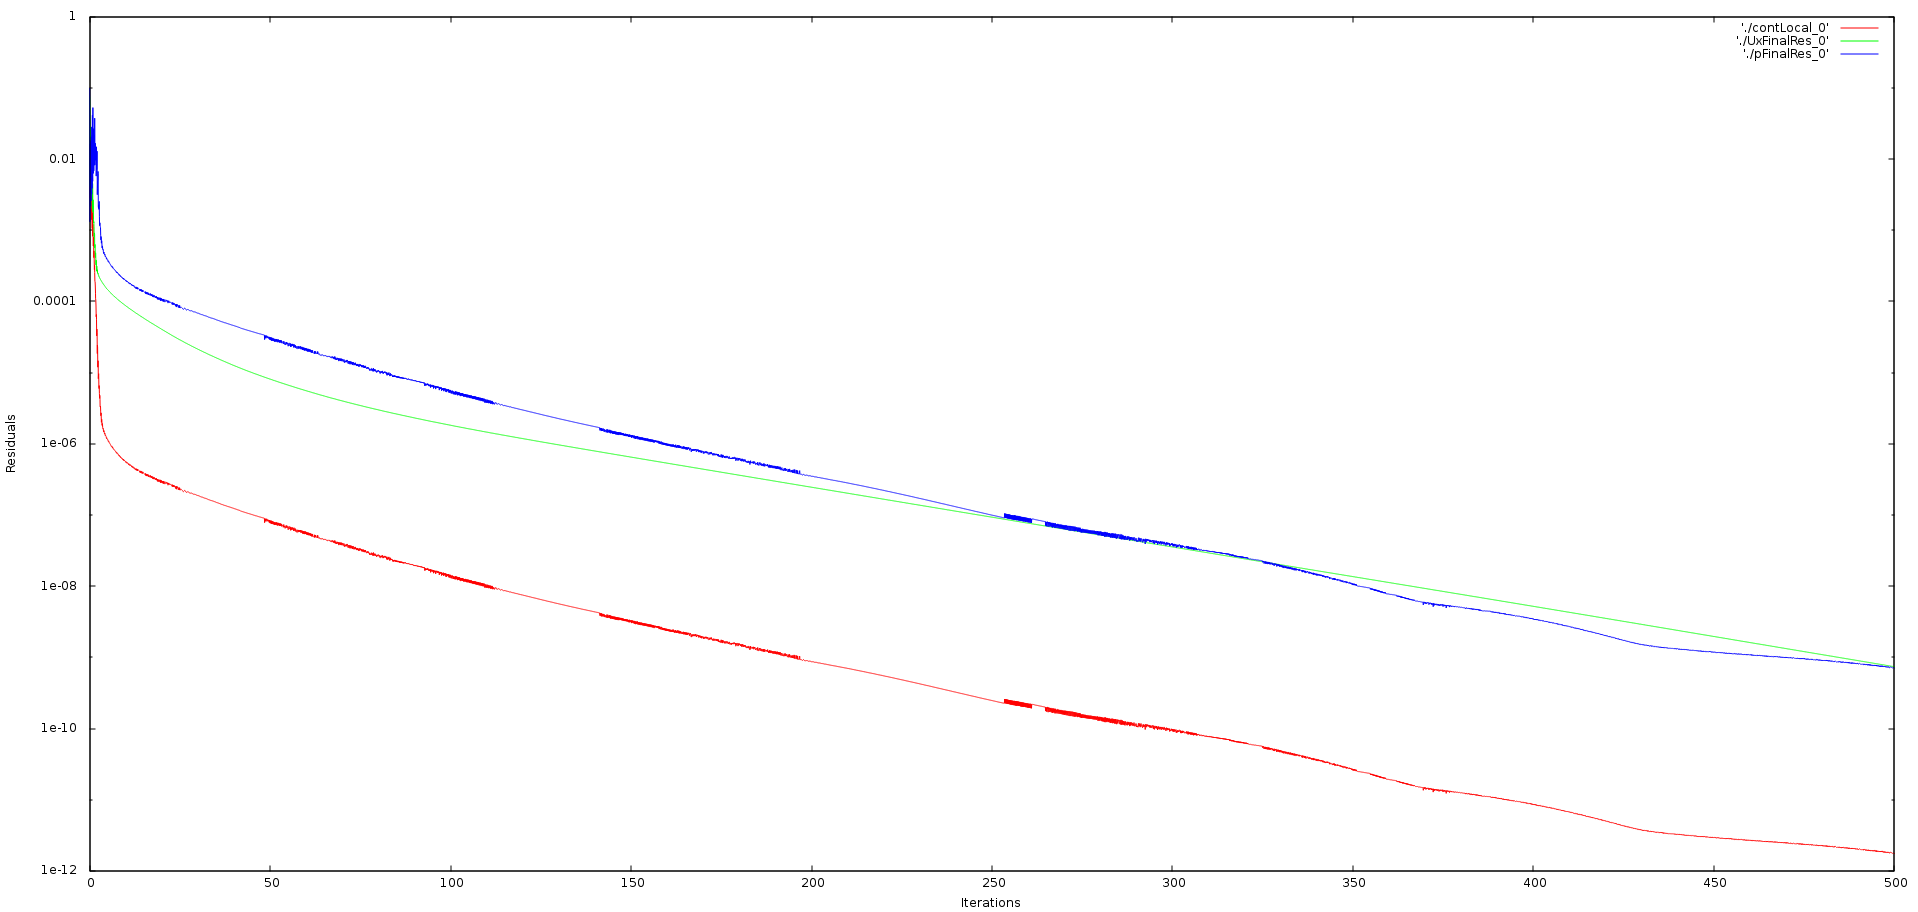 1
'./contLocal_0'
'./UxFinalRes_0'
'./pFinalRes_0'
0.01
0.0001
1e-06
1e-08
1e-10
1e-12
Residuals
0 50 100 150 200 250 300 350 400 450 500
Iterations